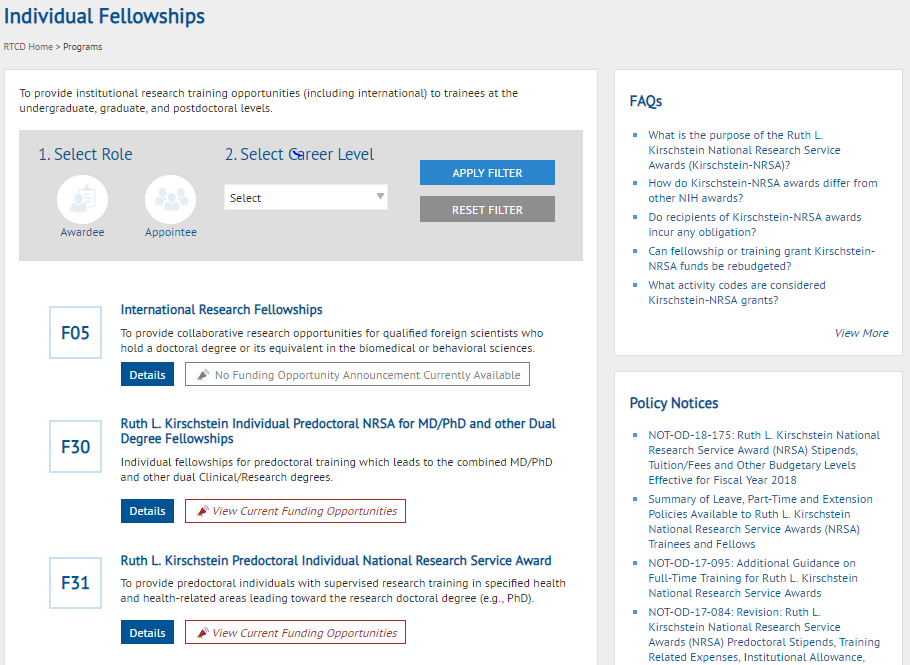 Individual Fellowships
RTCD Home > Programs
To provide institutional research training opportunities (including international) to trainees at the
undergraduate, graduate, and postdoctoral levels.
1. Select Role
Awardee
Appointee
2. Select Career Level
Select
APPLY FILTER
RESET FILTER
F05
International Research Fellowships
To provide collaborative research opportunities for qualified foreign scientists who
hold a doctoral degree or its equivalent in the biomedical or behavioral sciences.
Details
No Funding Opportunity Announcement Currently Available
F30
Ruth L. Kirschstein Individual Predoctoral NRSA for MD/PhD and other Dual
Degree Fellowships
Individual fellowships for predoctoral training which leads to the combined MD/PhD
and other dual Clinical/Research degrees.
Details
View Current Funding Opportunities
F31
Ruth L. Kirschstein Predoctoral Individual National Research Service Award
To provide predoctoral individuals with supervised research training in specified health
and health-related areas leading toward the research doctoral degree (e.g., PhD).
Details
View Current Funding Opportunities
FAQs
What is the purpose of the Ruth L.
Kirschstein National Research Service
Awards (Kirschstein-NRSA)?
How do Kirschstein-NRSA awards differ from
other NIH awards?
Do recipients of Kirschstein-NRSA awards
incur any obligation?
Can fellowship or training grant Kirschstein-
NRSA funds be rebudgeted?
What activity codes are considered
Kirschstein-NRSA grants?
View More
Policy Notices
NOT-OD-18-175: Ruth L. Kirschstein National
Research Service Award (NRSA) Stipends,
Tuition/Fees and Other Budgetary Levels
Effective for Fiscal Year 2018
Summary of Leave, Part-Time and Extension
Policies Available to Ruth L. Kirschstein
National Research Service Awards (NRSA)
Trainees and Fellows
NOT-OD-17-095: Additional Guidance on
Full-Time Training for Ruth L. Kirschstein
National Research Service Awards
NOT-OD-17-084: Revision: Ruth L.
Kirschstein National Research Service
Awards (NRSA) Predoctoral Stipends, Training
Related Expenses, Institutional Allowance,